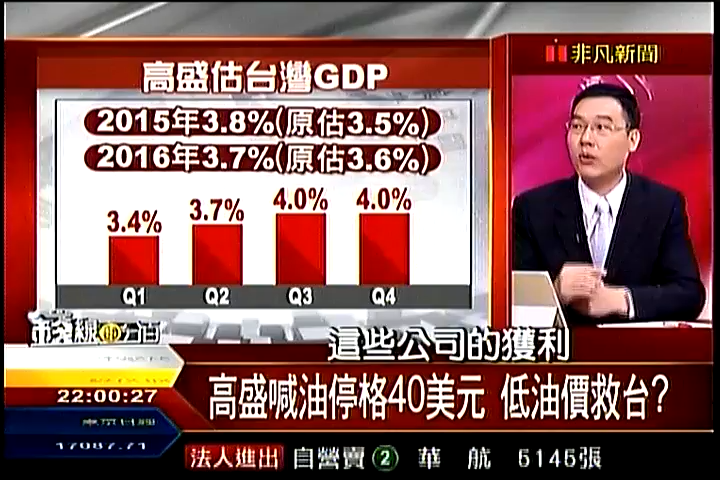 非凡新聞
高盛估台灣GDP
2015年3.8%(原估3.5%)
2016年3.7%(原估3.6%)
3.4% 3.7% 4.0% 4.0%
Q1 Q2 Q3 Q4
這些公司的獲利
22:00:27
高盛喊油停格40美元 低油價救台?
17087.71
法人進出 自營賣 2 華 航 5145張